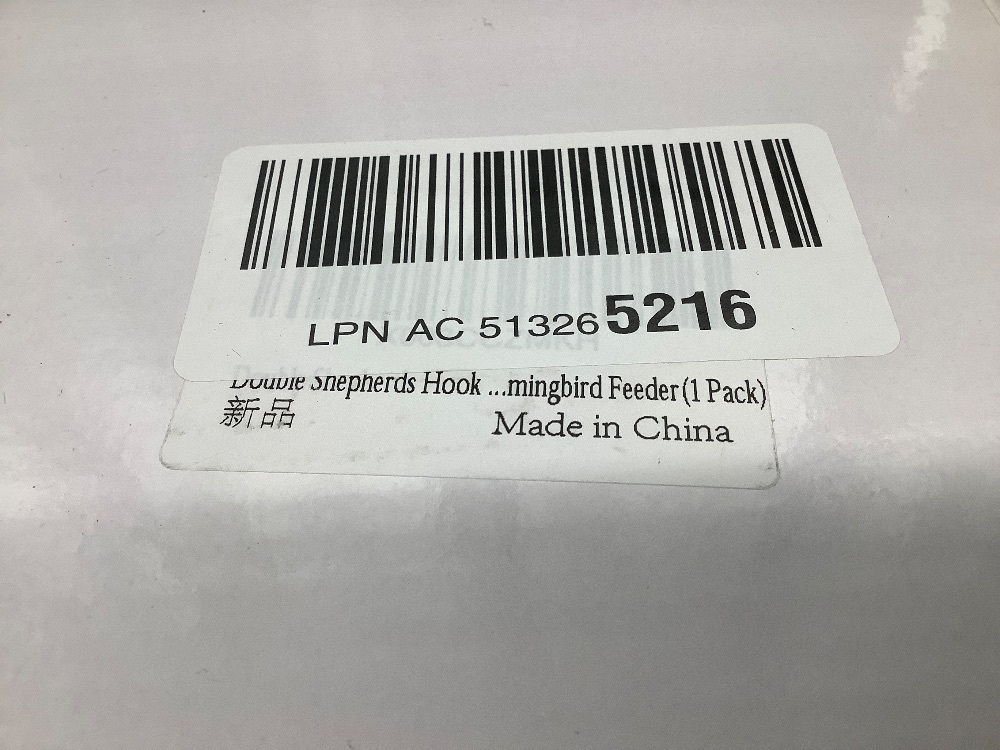 LPN AC 513265216
Double Shepherds Hook ...mingbird Feeder(1 Pack)
新品
Made in China